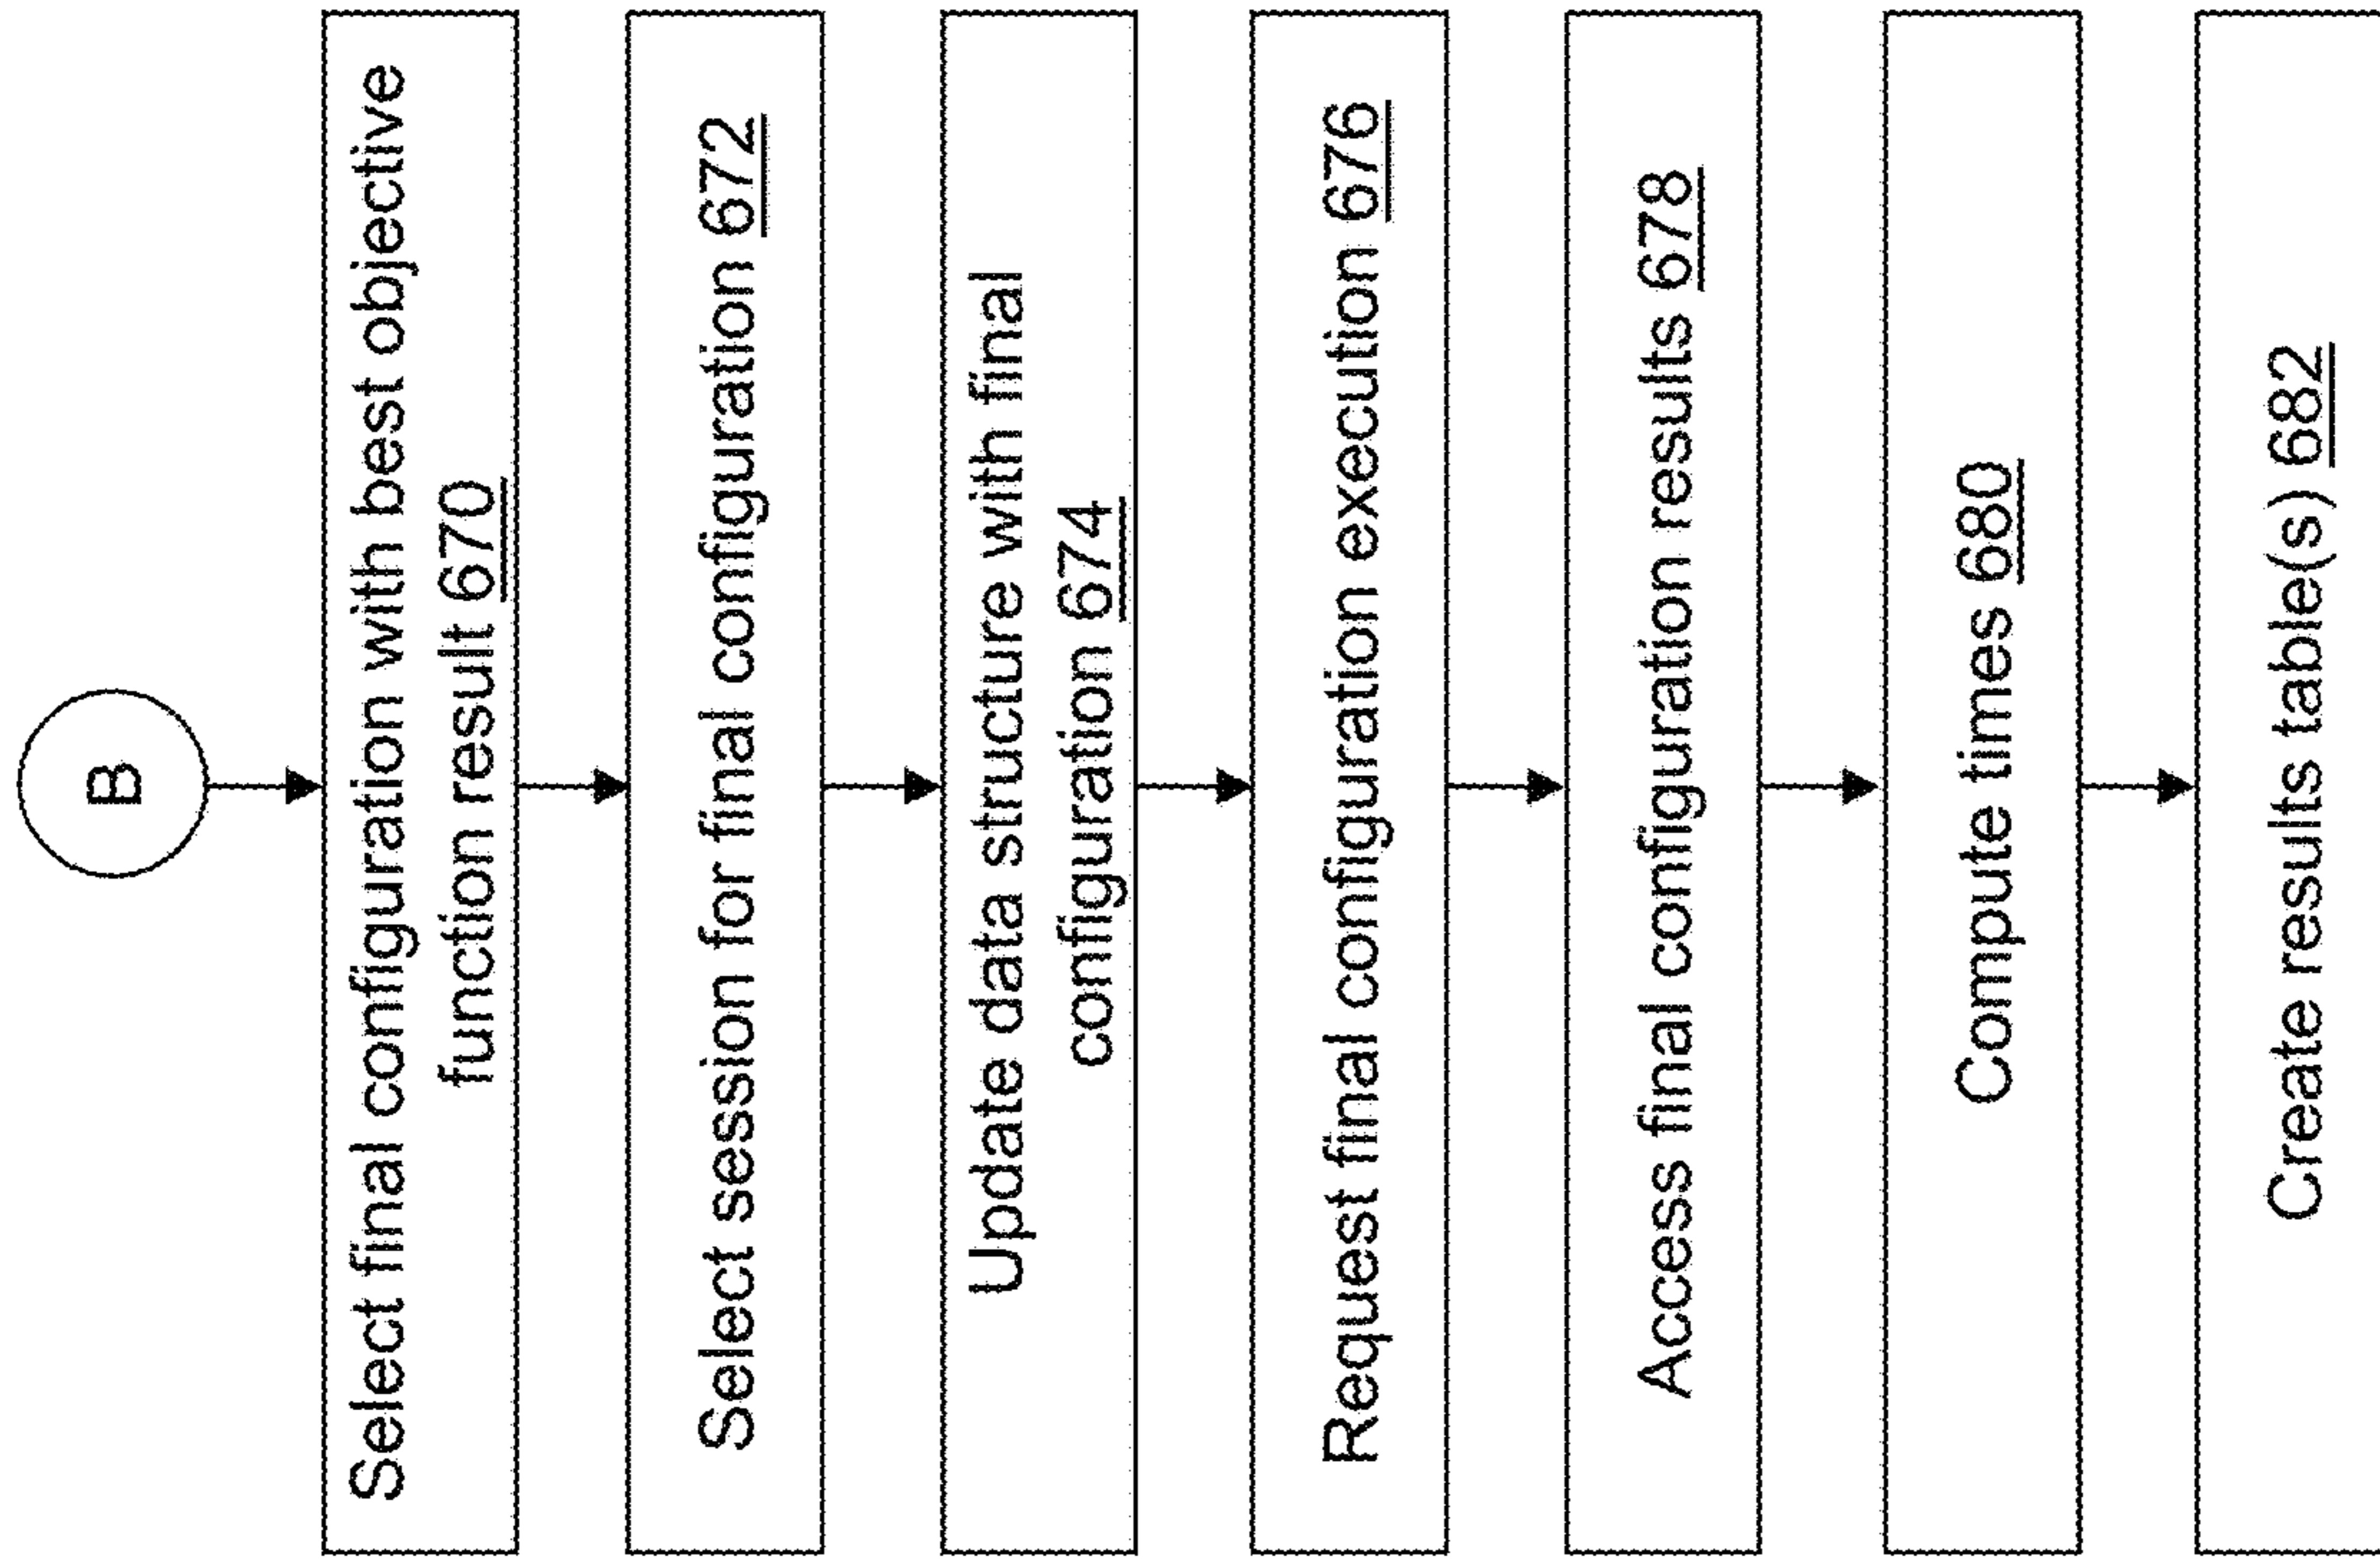 B
Select final configuration with best objective
function result 670
Select session for final configuration 672
Update data structure with final
configuration 674
Request final configuration execution 676
Access final configuration results 678
Compute times 680
Create results table(s) 682